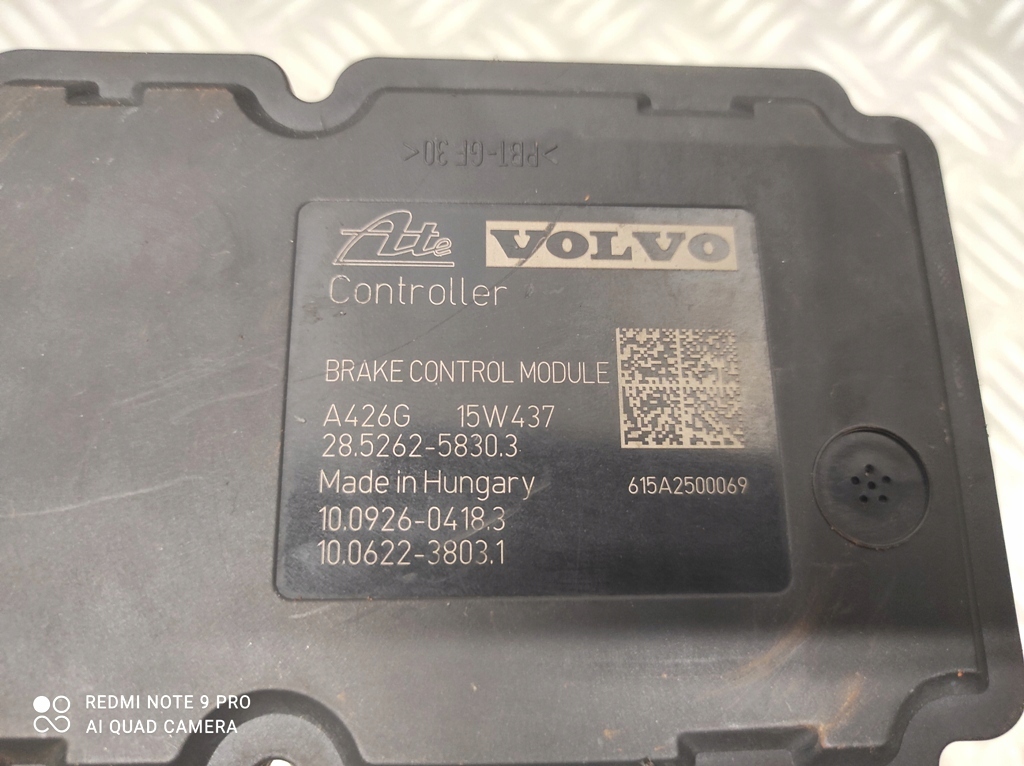 >PBT-GF 30<
Ate VOLVO
Controller
BRAKE CONTROL MODULE
A426G 15W437
28.5262-5830.3
Made in Hungary 615A2500069
10.0926-0418.3
10.0622-3803.1
REDMI NOTE 9 PRO
AI QUAD CAMERA